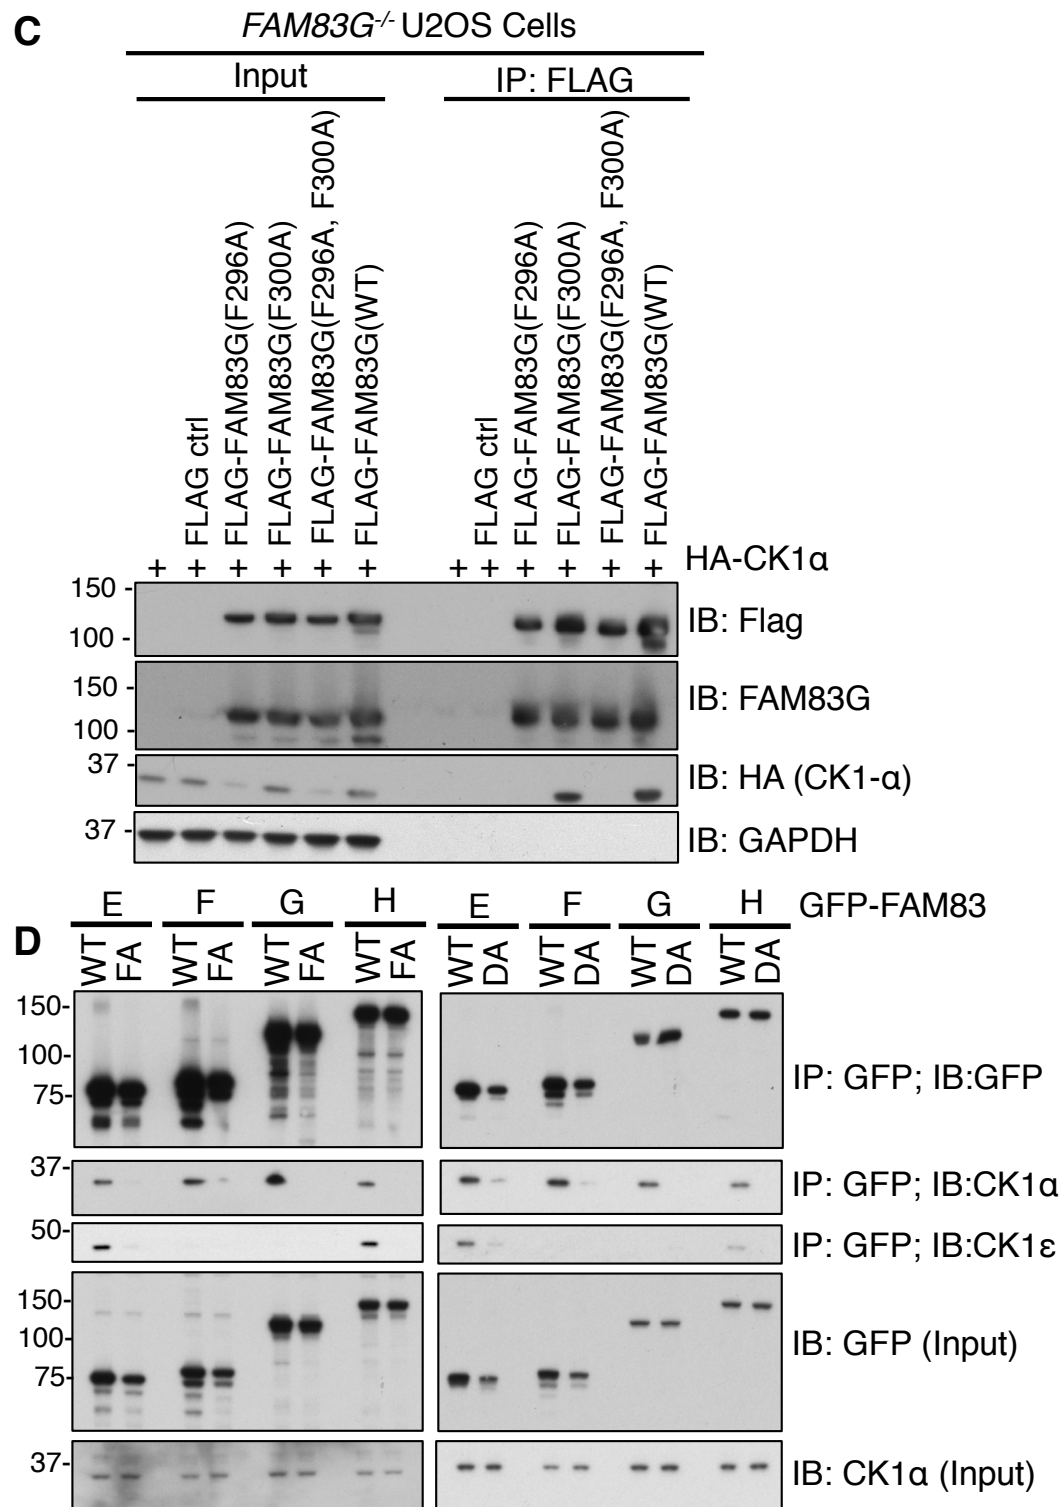 C
FAM83G-/- U2OS Cells
Input
IP: FLAG
FLAG ctrl
FLAG-FAM83G(F296A)
FLAG-FAM83G(F300A)
FLAG-FAM83G(F296A, F300A)
FLAG-FAM83G(WT)
FLAG ctrl
FLAG-FAM83G(F296A)
FLAG-FAM83G(F300A)
FLAG-FAM83G(F296A, F300A)
FLAG-FAM83G(WT)
+ + + + + + + + + + + + HA-CK1α
150 -
100 -
IB: Flag
150 -
100 -
IB: FAM83G
37 -
IB: HA (CK1-α)
37 -
IB: GAPDH
D
E F G H E F G H GFP-FAM83
WT FA WT FA WT FA WT FA WT DA WT DA WT DA WT DA
150-
100-
75-
IP: GFP; IB:GFP
37-
IP: GFP; IB:CK1α
50-
IP: GFP; IB:CK1ε
150-
100-
75-
IB: GFP (Input)
37-
IB: CK1α (Input)